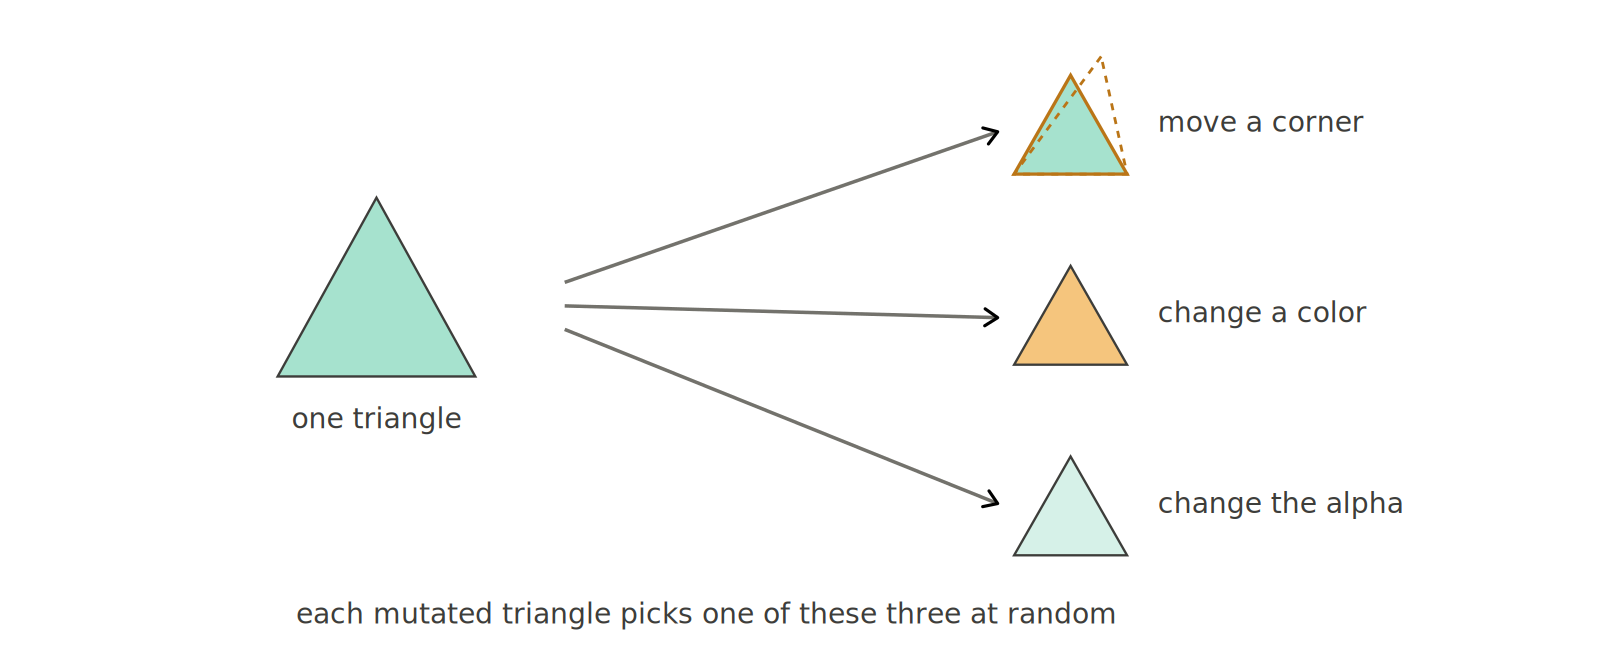 move a corner
change a color
one triangle
change the alpha
each mutated triangle picks one of these three at random